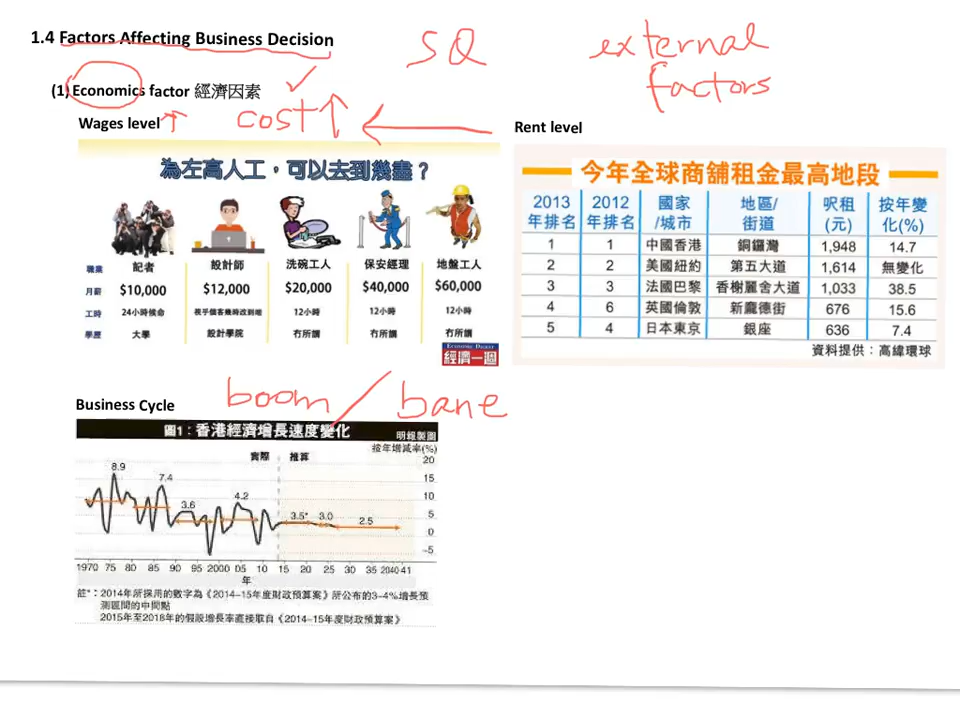 1.4 Factors Affecting Business Decision
SQ
external
factors
(1) Economics factor 經濟因素
Wages level
cost
Rent level
為左高人工，可以去到幾盡？
職業 記者 設計師 洗碗工人 保安經理 地盤工人
月薪 $10,000 $12,000 $20,000 $40,000 $60,000
工時 24小時候命 12小時 12小時 12小時
學歷 大學 設計學院 冇所謂 冇所謂 冇所謂
Economic Digest
經濟一週
今年全球商舖租金最高地段
2013年排名 2012年排名 國家/城市 地區/街道 呎租(元) 按年變化(%)
1 1 中國香港 銅鑼灣 1,948 14.7
2 2 美國紐約 第五大道 1,614 無變化
3 3 法國巴黎 香榭麗舍大道 1,033 38.5
4 6 英國倫敦 新龐德街 676 15.6
5 4 日本東京 銀座 636 7.4
資料提供：高緯環球
Business Cycle
boom / bane
圖1：香港經濟增長速度變化 明報製圖
按年增減率(%)
實際 推算
20
15
10
5
0
-5
8.9
7.4
3.6
4.2
3.5*
3.0
2.5
1970 75 80 85 90 95 2000 05 10 15 20 25 30 35 2040 41
年
註*：2014年所採用的數字為《2014-15年度財政預算案》所公布的3-4%增長預
測區間的中間點
2015年至2018年的假設增長率直接取自《2014-15年度財政預算案》